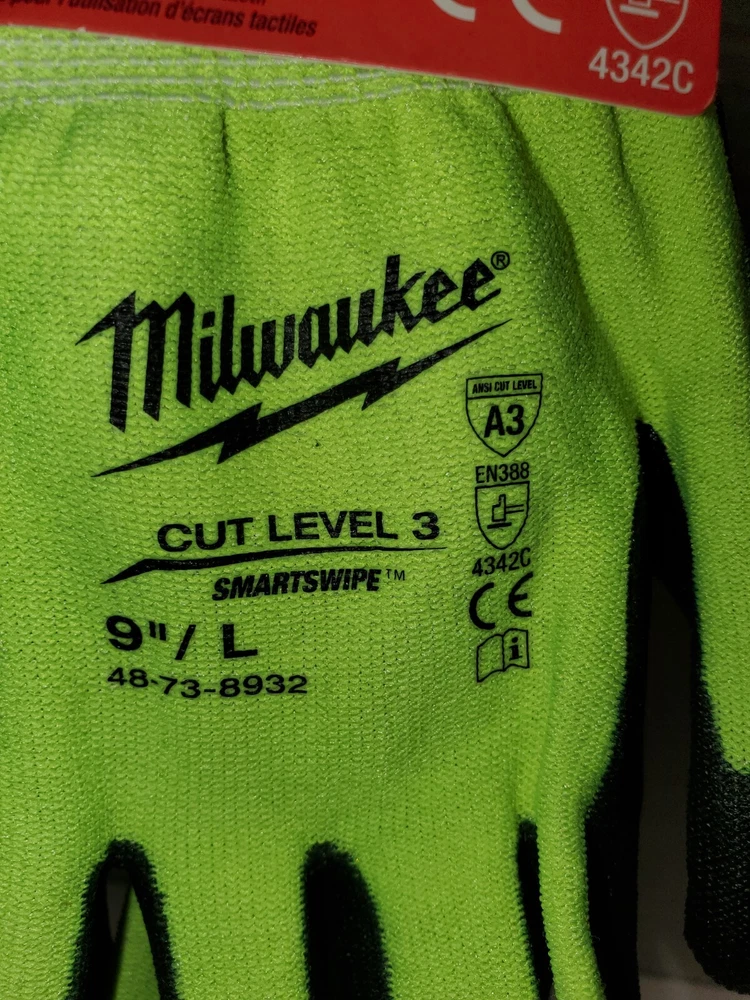 pour l'utilisation d'écrans tactiles
CE
4342C
Milwaukee®
ANSI CUT LEVEL
A3
EN388
4342C
CE
i
CUT LEVEL 3
SMARTSWIPE™
9"/ L
48-73-8932